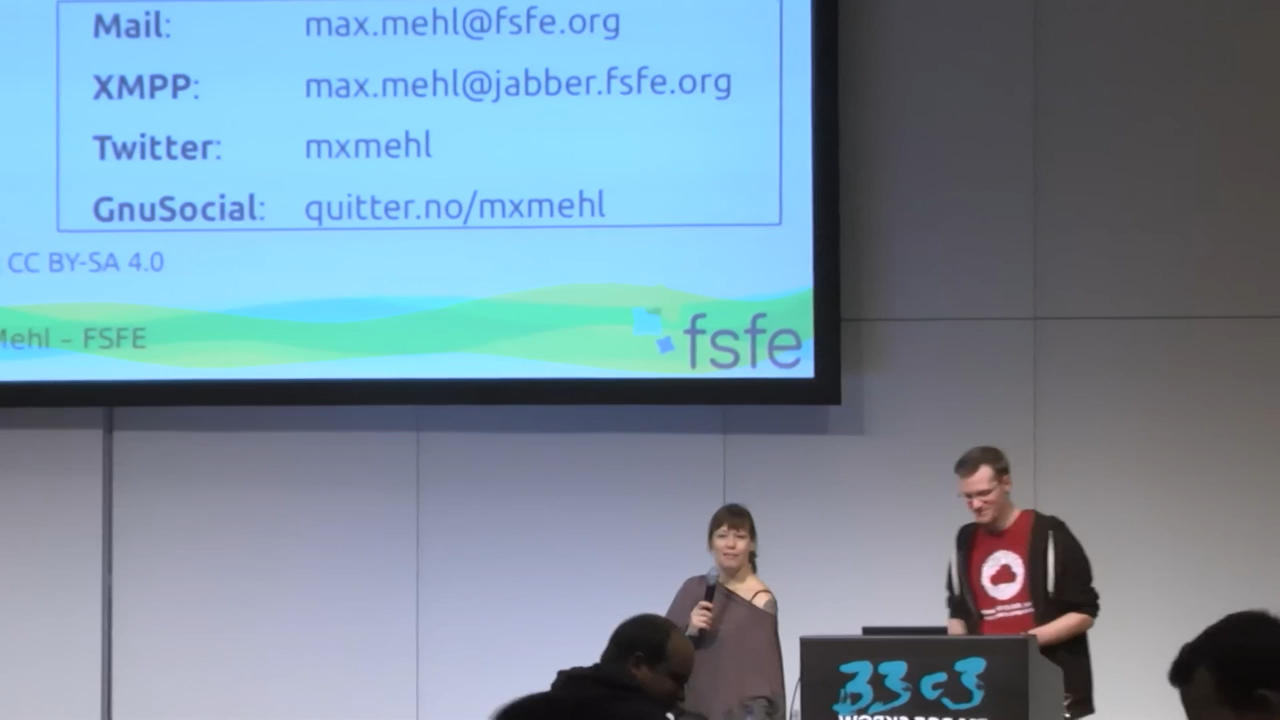 Mail: max.mehl@fsfe.org
XMPP: max.mehl@jabber.fsfe.org
Twitter: mxmehl
GnuSocial: quitter.no/mxmehl
CC BY-SA 4.0
Mehl – FSFE
fsfe
33c3